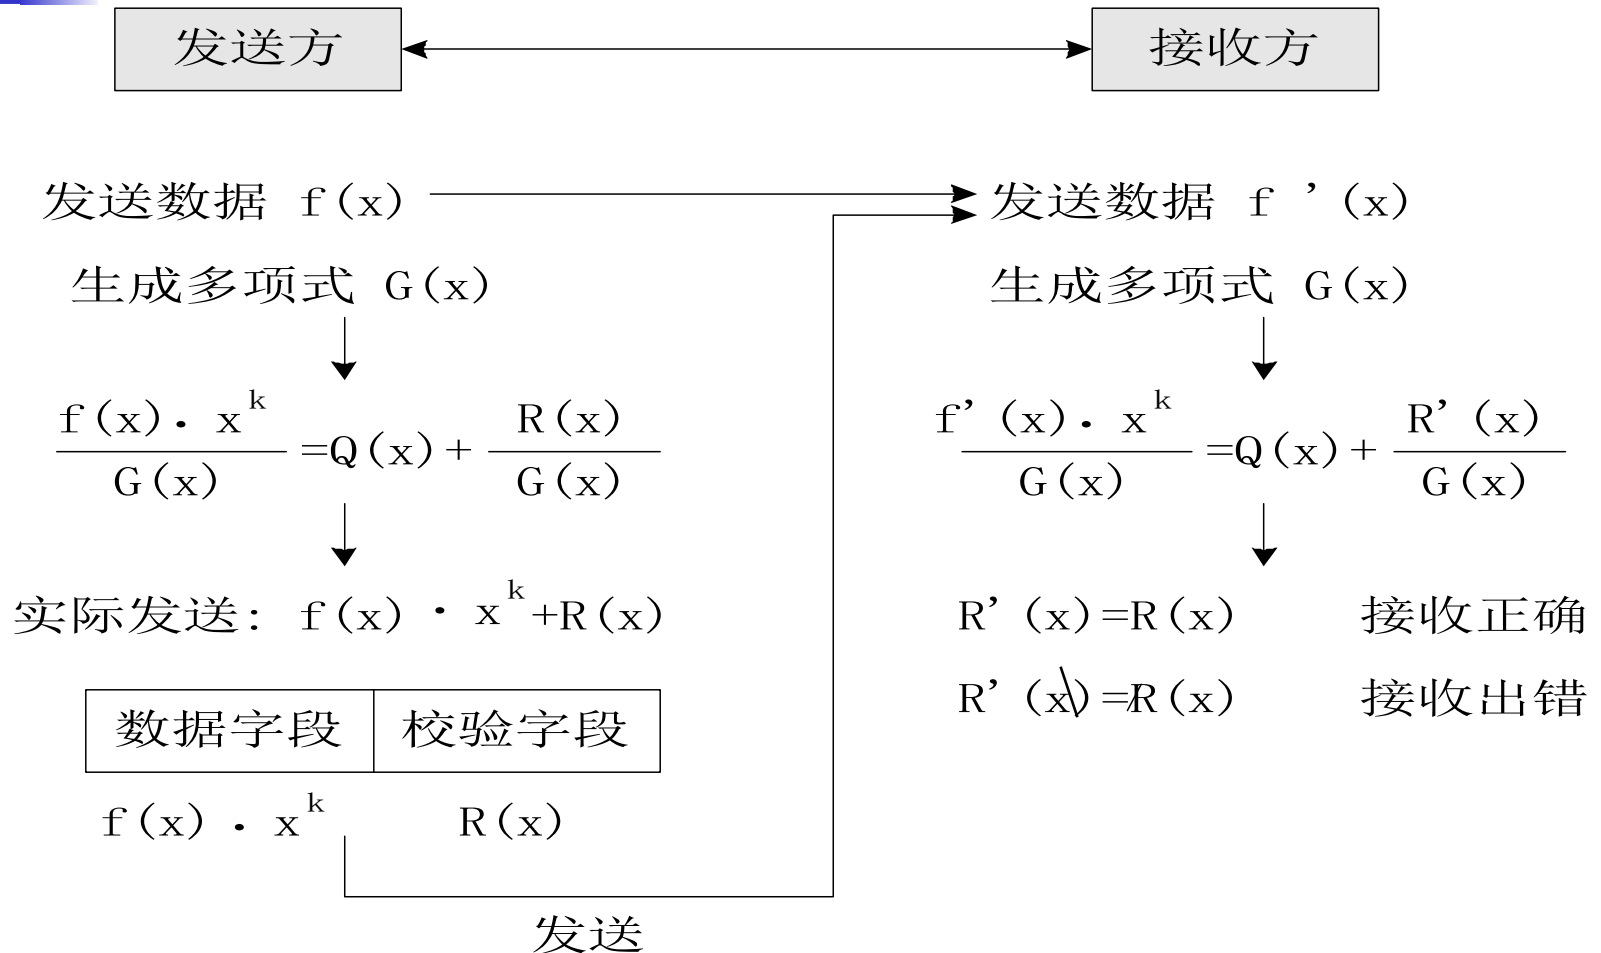 发送方
接收方
发送数据 f(x)
发送数据 f ’(x)
生成多项式 G(x)
生成多项式 G(x)
f(x)· x^k / G(x) =Q(x)+ R(x) / G(x)
f’(x)· x^k / G(x) =Q(x)+ R’(x) / G(x)
实际发送: f(x) · x^k+R(x)
R’(x)=R(x) 接收正确
R’(x\)=/R(x) 接收出错
数据字段 校验字段
f(x)· x^k R(x)
发送